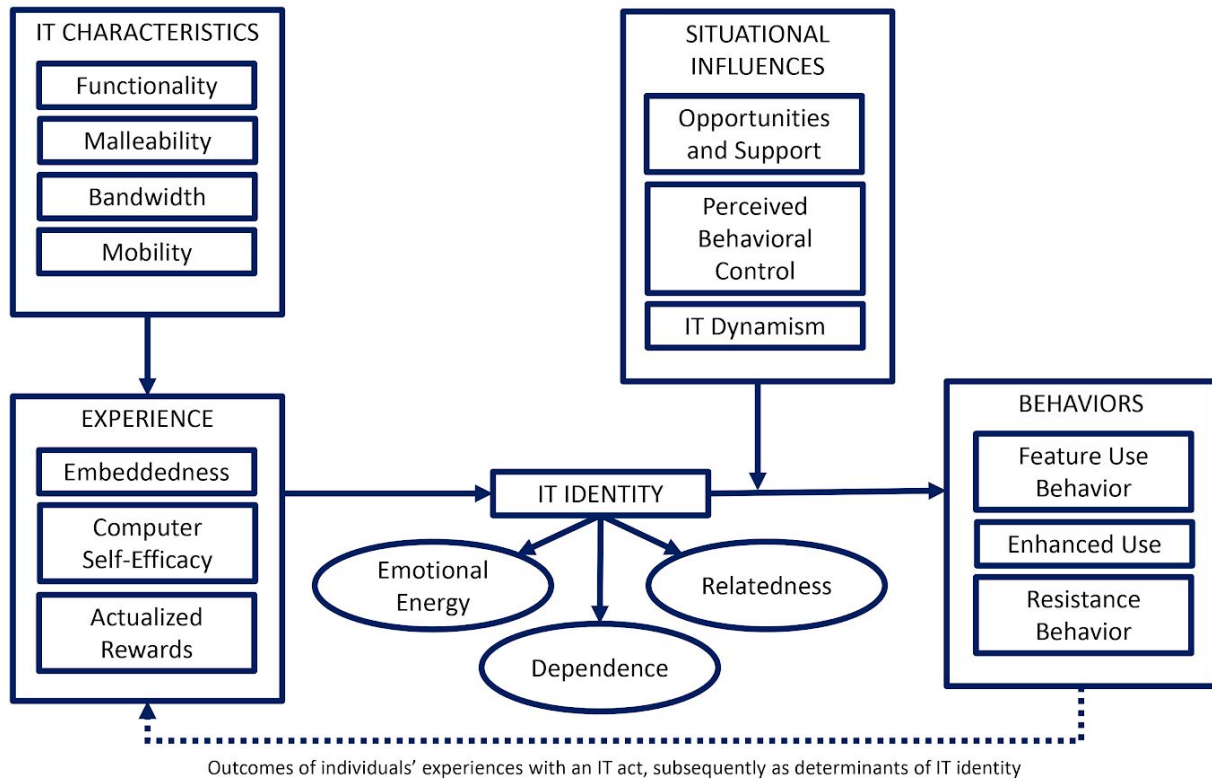 IT CHARACTERISTICS
Functionality
Malleability
Bandwidth
Mobility
SITUATIONAL
INFLUENCES
Opportunities
and Support
Perceived
Behavioral
Control
IT Dynamism
EXPERIENCE
Embeddedness
Computer
Self-Efficacy
Actualized
Rewards
IT IDENTITY
Emotional
Energy
Dependence
Relatedness
BEHAVIORS
Feature Use
Behavior
Enhanced Use
Resistance
Behavior
Outcomes of individuals’ experiences with an IT act, subsequently as determinants of IT identity